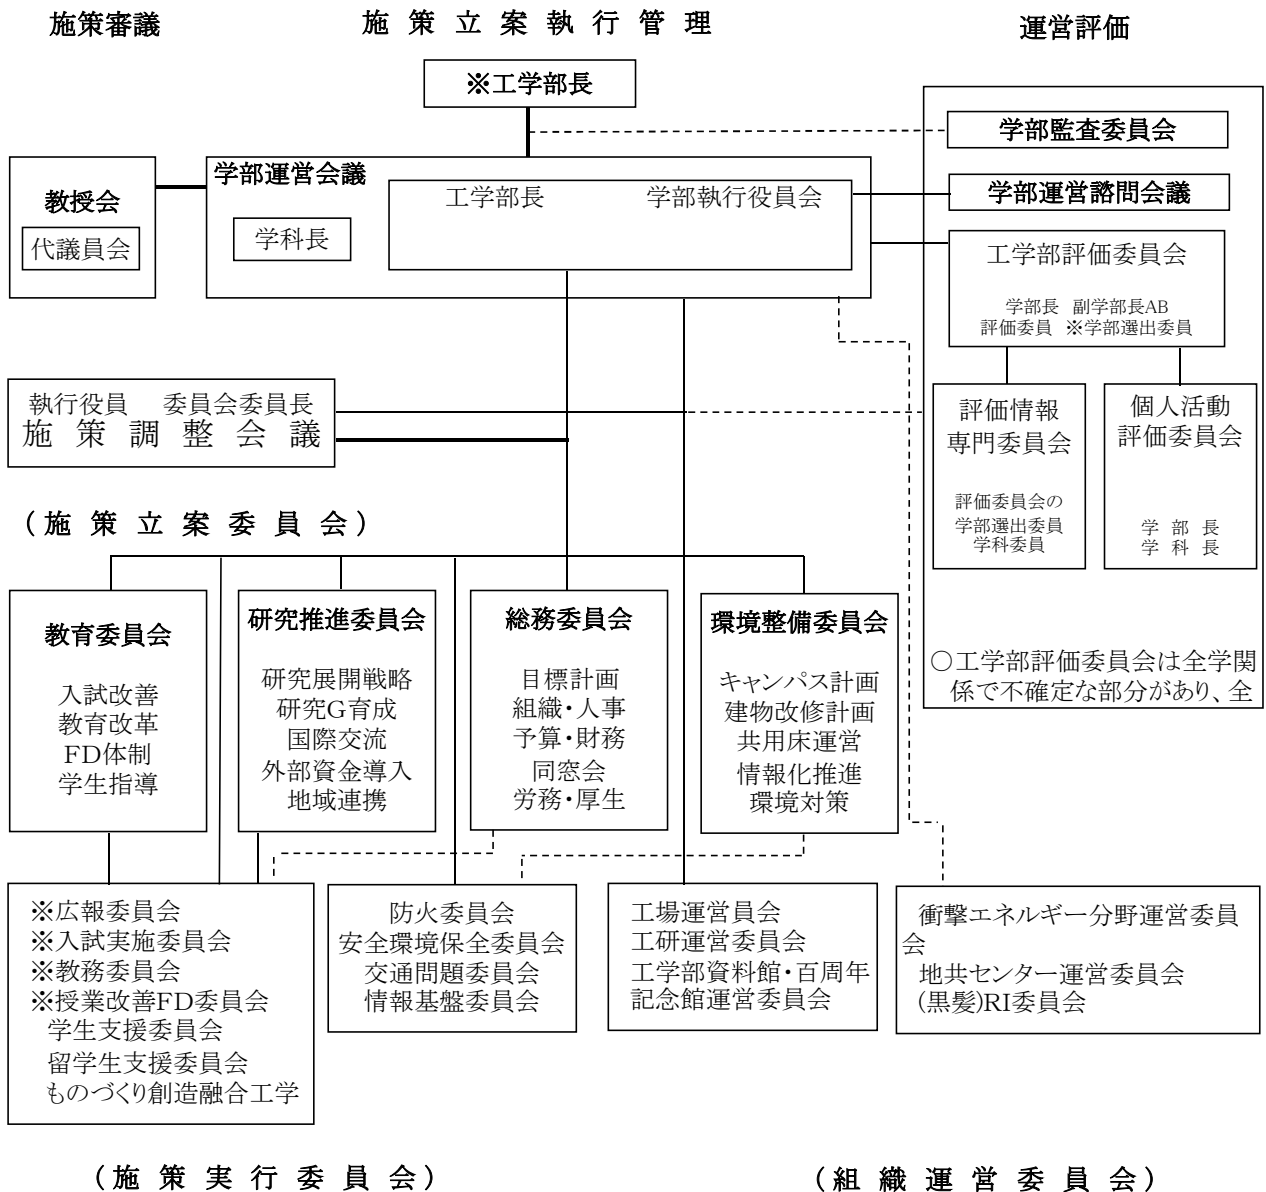 施策審議
施策立案執行管理
運営評価
※工学部長
学部監査委員会
学部運営諮問会議
教授会
代議員会
学部運営会議
学科長
工学部長 学部執行役員会
工学部評価委員会
学部長 副学部長AB
評価委員 ※学部選出委員
執行役員 委員会委員長
施策調整会議
評価情報
専門委員会
評価委員会の
学部選出委員
学科委員
個人活動
評価委員会
学部長
学科長
○工学部評価委員会は全学関
係で不確定な部分があり、全
(施策立案委員会)
教育委員会
入試改善
教育改革
FD体制
学生指導
研究推進委員会
研究展開戦略
研究G育成
国際交流
外部資金導入
地域連携
総務委員会
目標計画
組織・人事
予算・財務
同窓会
労務・厚生
環境整備委員会
キャンパス計画
建物改修計画
共用床運営
情報化推進
環境対策
※広報委員会
※入試実施委員会
※教務委員会
※授業改善FD委員会
学生支援委員会
留学生支援委員会
ものづくり創造融合工学
防火委員会
安全環境保全委員会
交通問題委員会
情報基盤委員会
工場運営員会
工研運営委員会
工学部資料館・百周年
記念館運営委員会
衝撃エネルギー分野運営委員
会
地共センター運営委員会
(黒髪)RI委員会
(施策実行委員会)
(組織運営委員会)